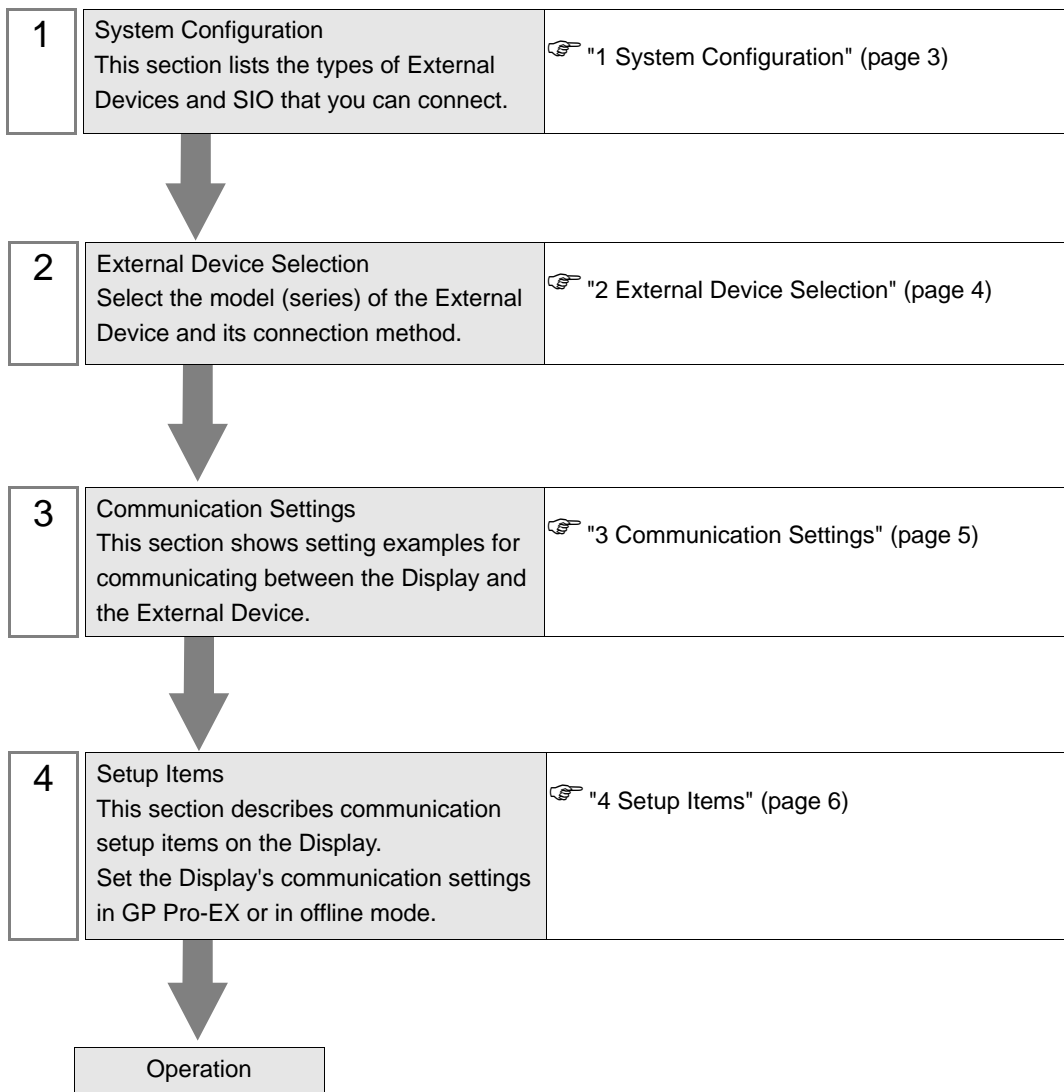 1
System Configuration
This section lists the types of External
Devices and SIO that you can connect.
"1 System Configuration" (page 3)
2
External Device Selection
Select the model (series) of the External
Device and its connection method.
"2 External Device Selection" (page 4)
3
Communication Settings
This section shows setting examples for
communicating between the Display and
the External Device.
"3 Communication Settings" (page 5)
4
Setup Items
This section describes communication
setup items on the Display.
Set the Display's communication settings
in GP Pro-EX or in offline mode.
"4 Setup Items" (page 6)
Operation